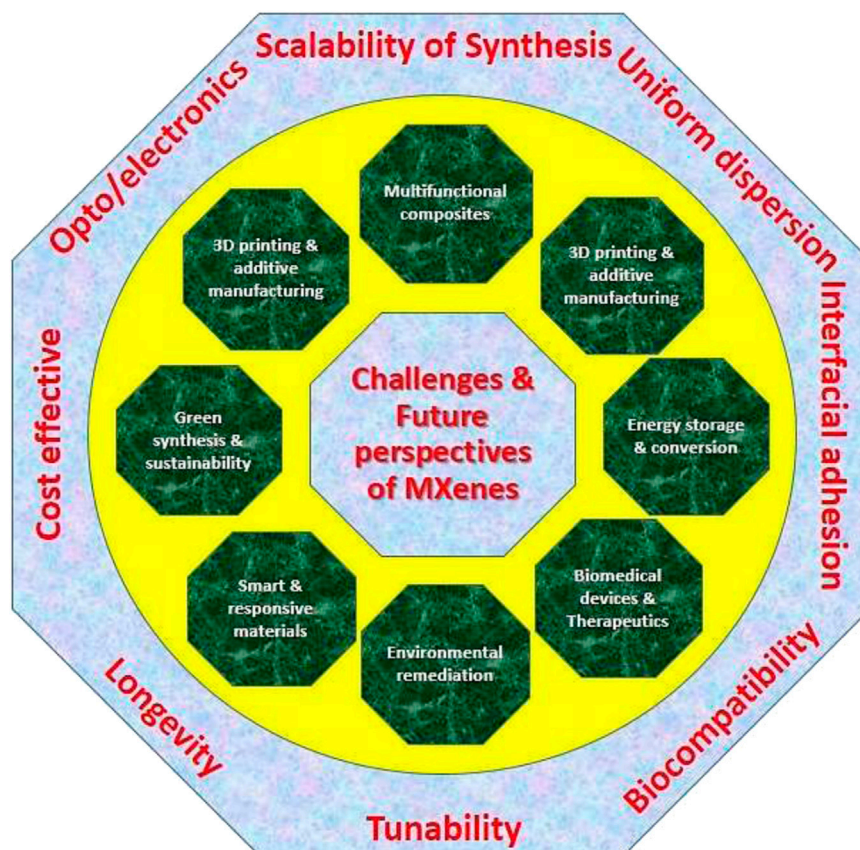 Scalability of Synthesis
Uniform dispersion
Interfacial adhesion
Biocompatibility
Tunability
Longevity
Cost effective
Opto/electronics
Multifunctional
composites
3D printing &
additive
manufacturing
Energy storage
& conversion
Biomedical
devices &
Therapeutics
Environmental
remediation
Smart &
responsive
materials
Green
synthesis &
sustainability
3D printing &
additive
manufacturing
Challenges &
Future
perspectives
of MXenes